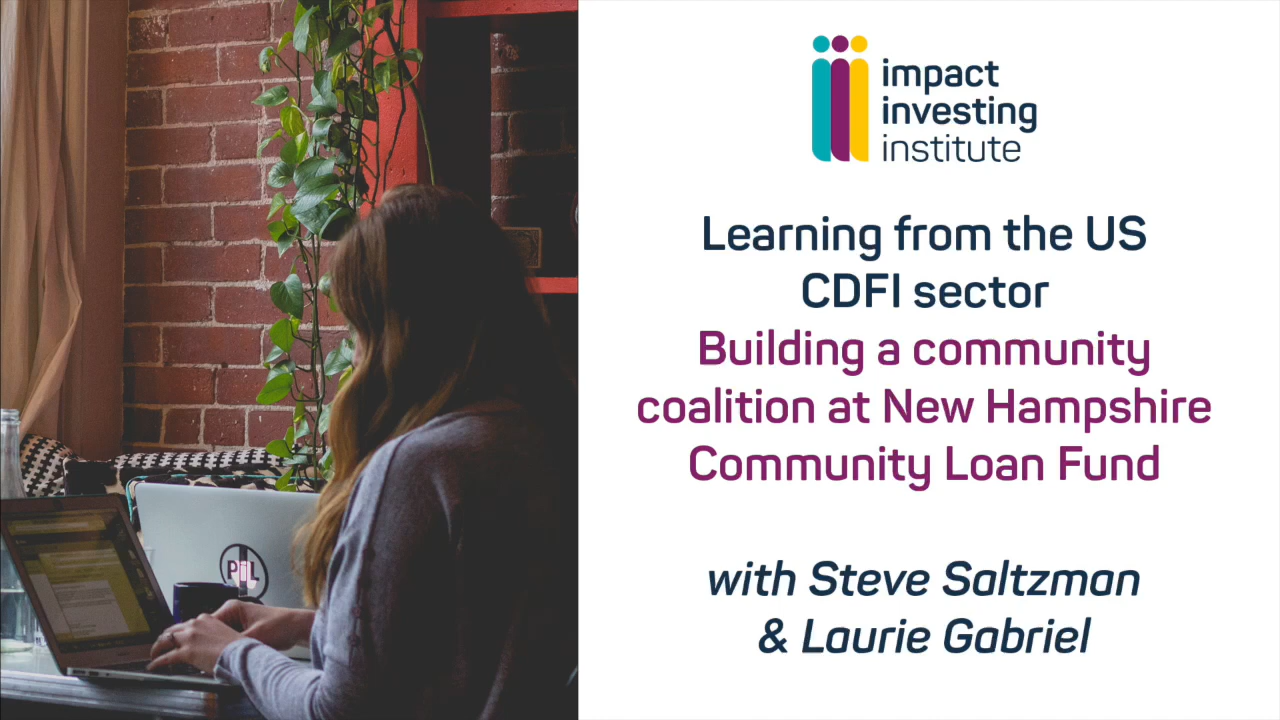 impact
investing
institute
Learning from the US
CDFI sector
Building a community
coalition at New Hampshire
Community Loan Fund
with Steve Saltzman
& Laurie Gabriel